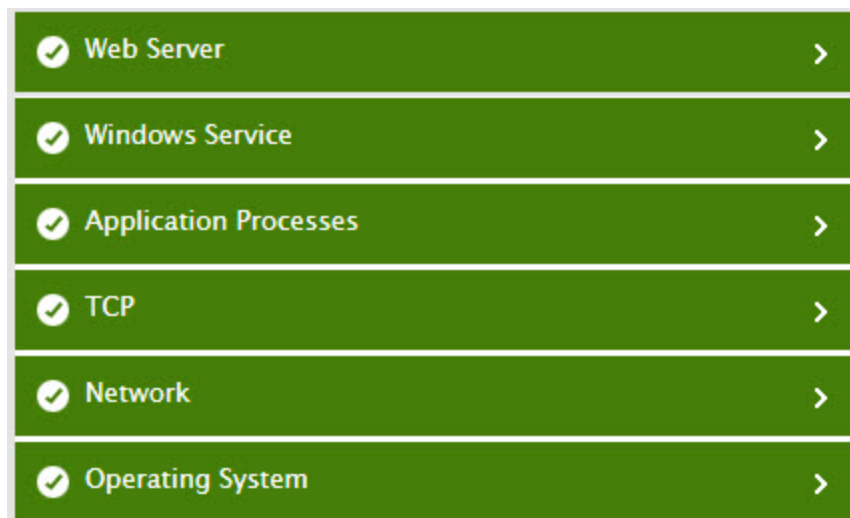 Web Server
Windows Service
Application Processes
TCP
Network
Operating System